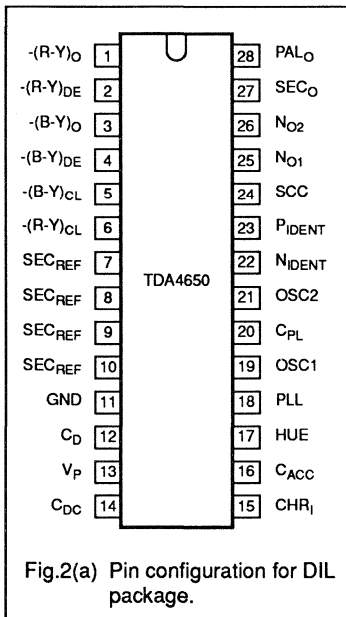 -(R-Y)O 1 28 PALO
-(R-Y)DE 2 27 SECO
-(B-Y)O 3 26 NO2
-(B-Y)DE 4 25 NO1
-(B-Y)CL 5 24 SCC
-(R-Y)CL 6 23 PIDENT
SECREF 7 22 NIDENT
TDA4650
SECREF 8 21 OSC2
SECREF 9 20 CPL
SECREF 10 19 OSC1
GND 11 18 PLL
CD 12 17 HUE
VP 13 16 CACC
CDC 14 15 CHRI
Fig.2(a) Pin configuration for DIL
package.